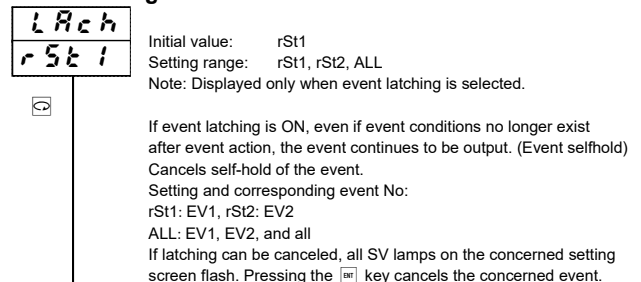 LAch
rSt1
Initial value: rSt1
Setting range: rSt1, rSt2, ALL
Note: Displayed only when event latching is selected.
If event latching is ON, even if event conditions no longer exist
after event action, the event continues to be output. (Event selfhold)
Cancels self-hold of the event.
Setting and corresponding event No:
rSt1: EV1, rSt2: EV2
ALL: EV1, EV2, and all
If latching can be canceled, all SV lamps on the concerned setting
screen flash. Pressing the ENT key cancels the concerned event.